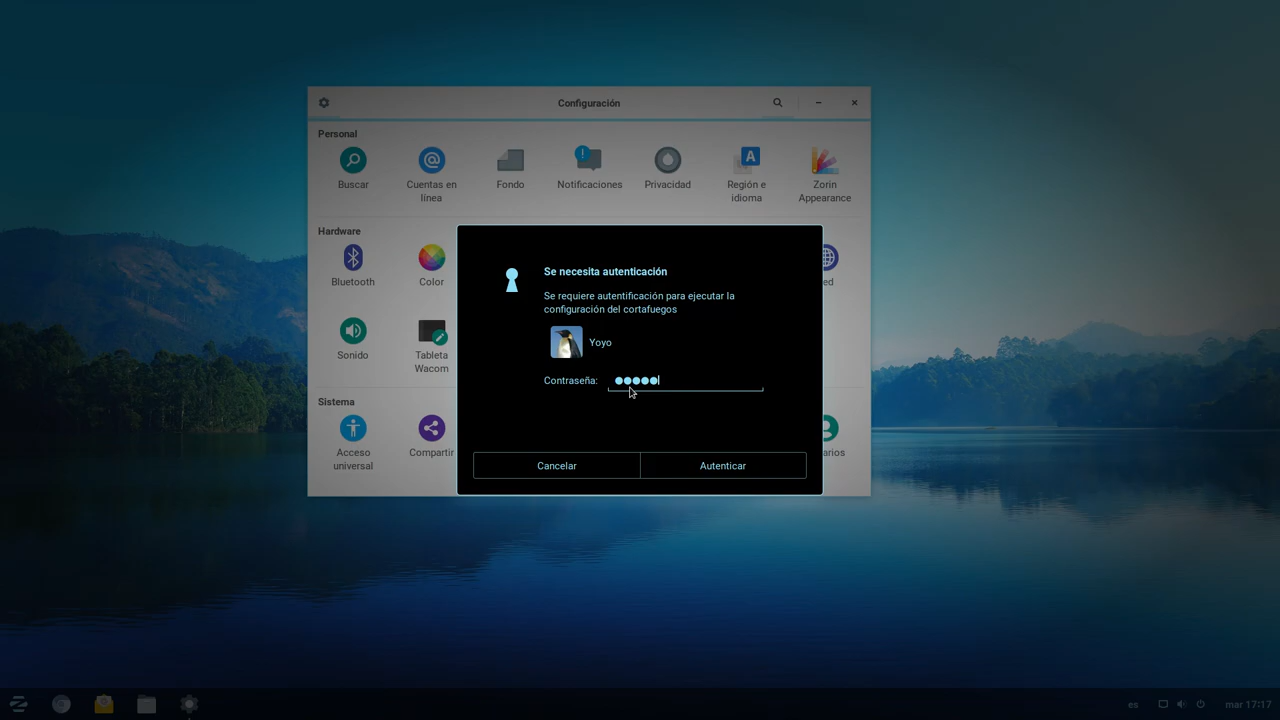 Configuración
Personal
Buscar
Cuentas en
línea
Fondo
Notificaciones
Privacidad
Región e
idioma
Zorin
Appearance
Hardware
Bluetooth
Color
ed
Sonido
Tableta
Wacom
Sistema
Acceso
universal
Compartir
arios
Se necesita autenticación
Se requiere autentificación para ejecutar la
configuración del cortafuegos
Yoyo
Contraseña: ●●●●●
Cancelar
Autenticar
es
mar 17:17